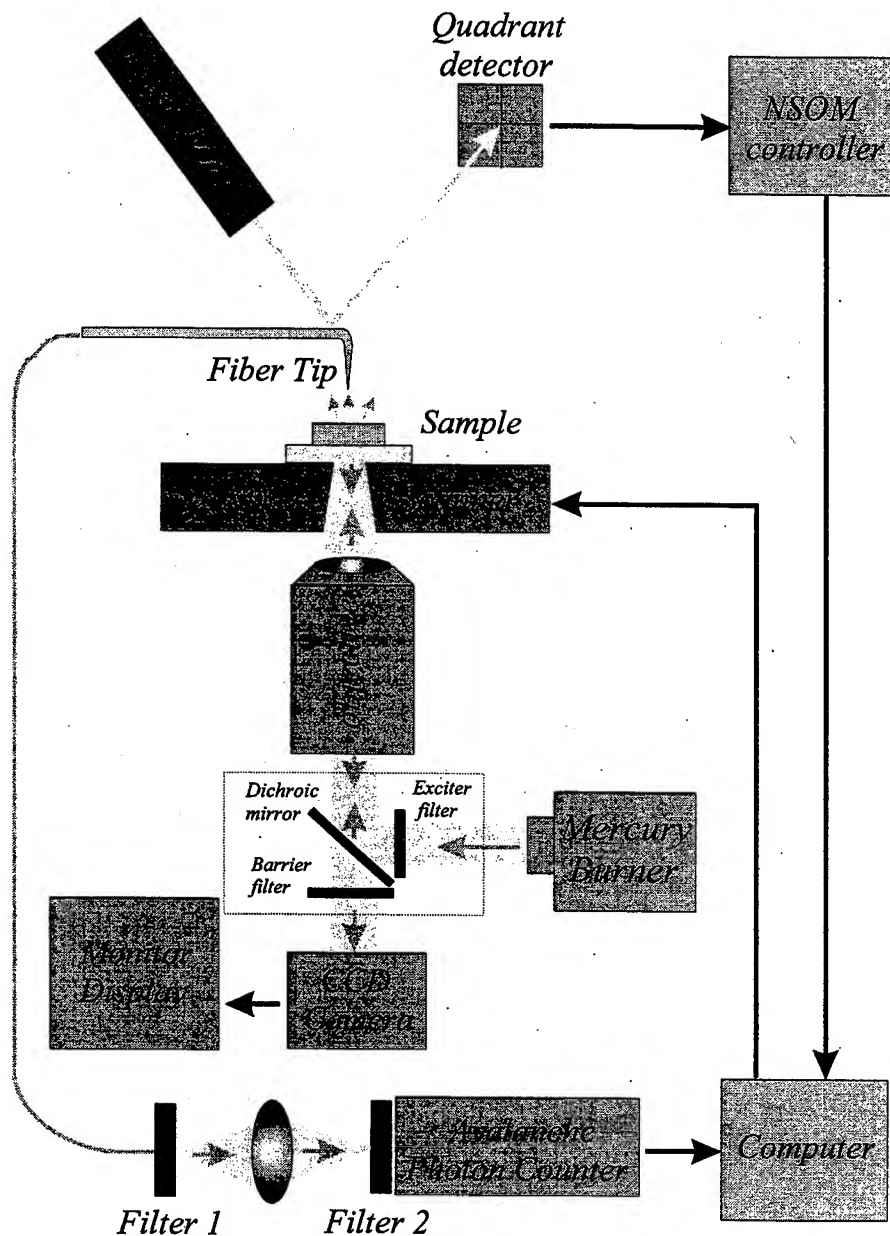 Quadrant
detector
NSOM
controller
Fiber Tip
Sample
Dichroic
mirror
Exciter
filter
Mercury
Burner
Barrier
filter
Monitor
Display
CCD
Camera
Avalanche
Photon Counter
Computer
Filter 1
Filter 2